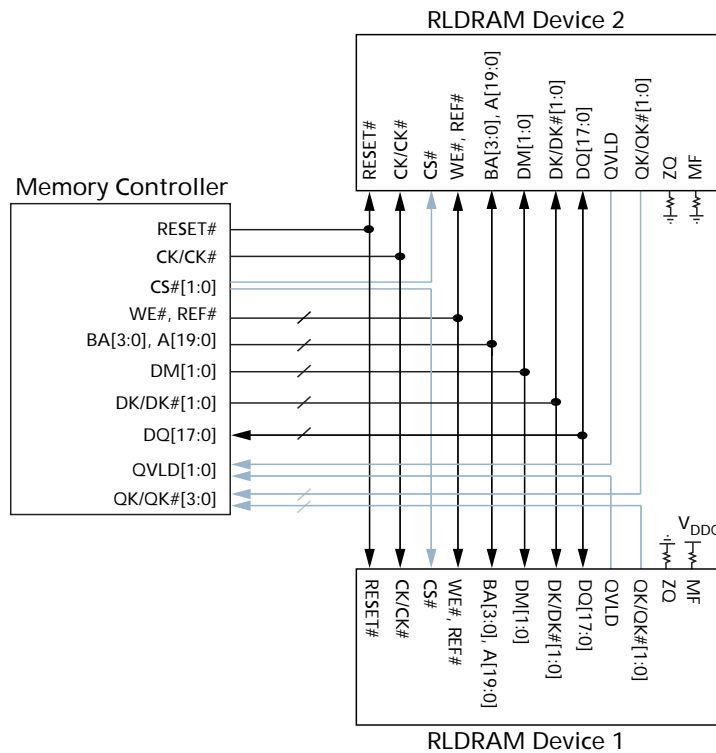 RLDRAM Device 2
RESET#
CK/CK#
CS#
WE#, REF#
BA[3:0], A[19:0]
DM[1:0]
DK/DK#[1:0]
DQ[17:0]
QVLD
QK/QK#[1:0]
ZQ
MF
Memory Controller
RESET#
CK/CK#
CS#[1:0]
WE#, REF#
BA[3:0], A[19:0]
DM[1:0]
DK/DK#[1:0]
DQ[17:0]
QVLD[1:0]
QK/QK#[3:0]
VDDQ
RESET#
CK/CK#
CS#
WE#, REF#
BA[3:0], A[19:0]
DM[1:0]
DK/DK#[1:0]
DQ[17:0]
QVLD
QK/QK#[1:0]
ZQ
MF
RLDRAM Device 1